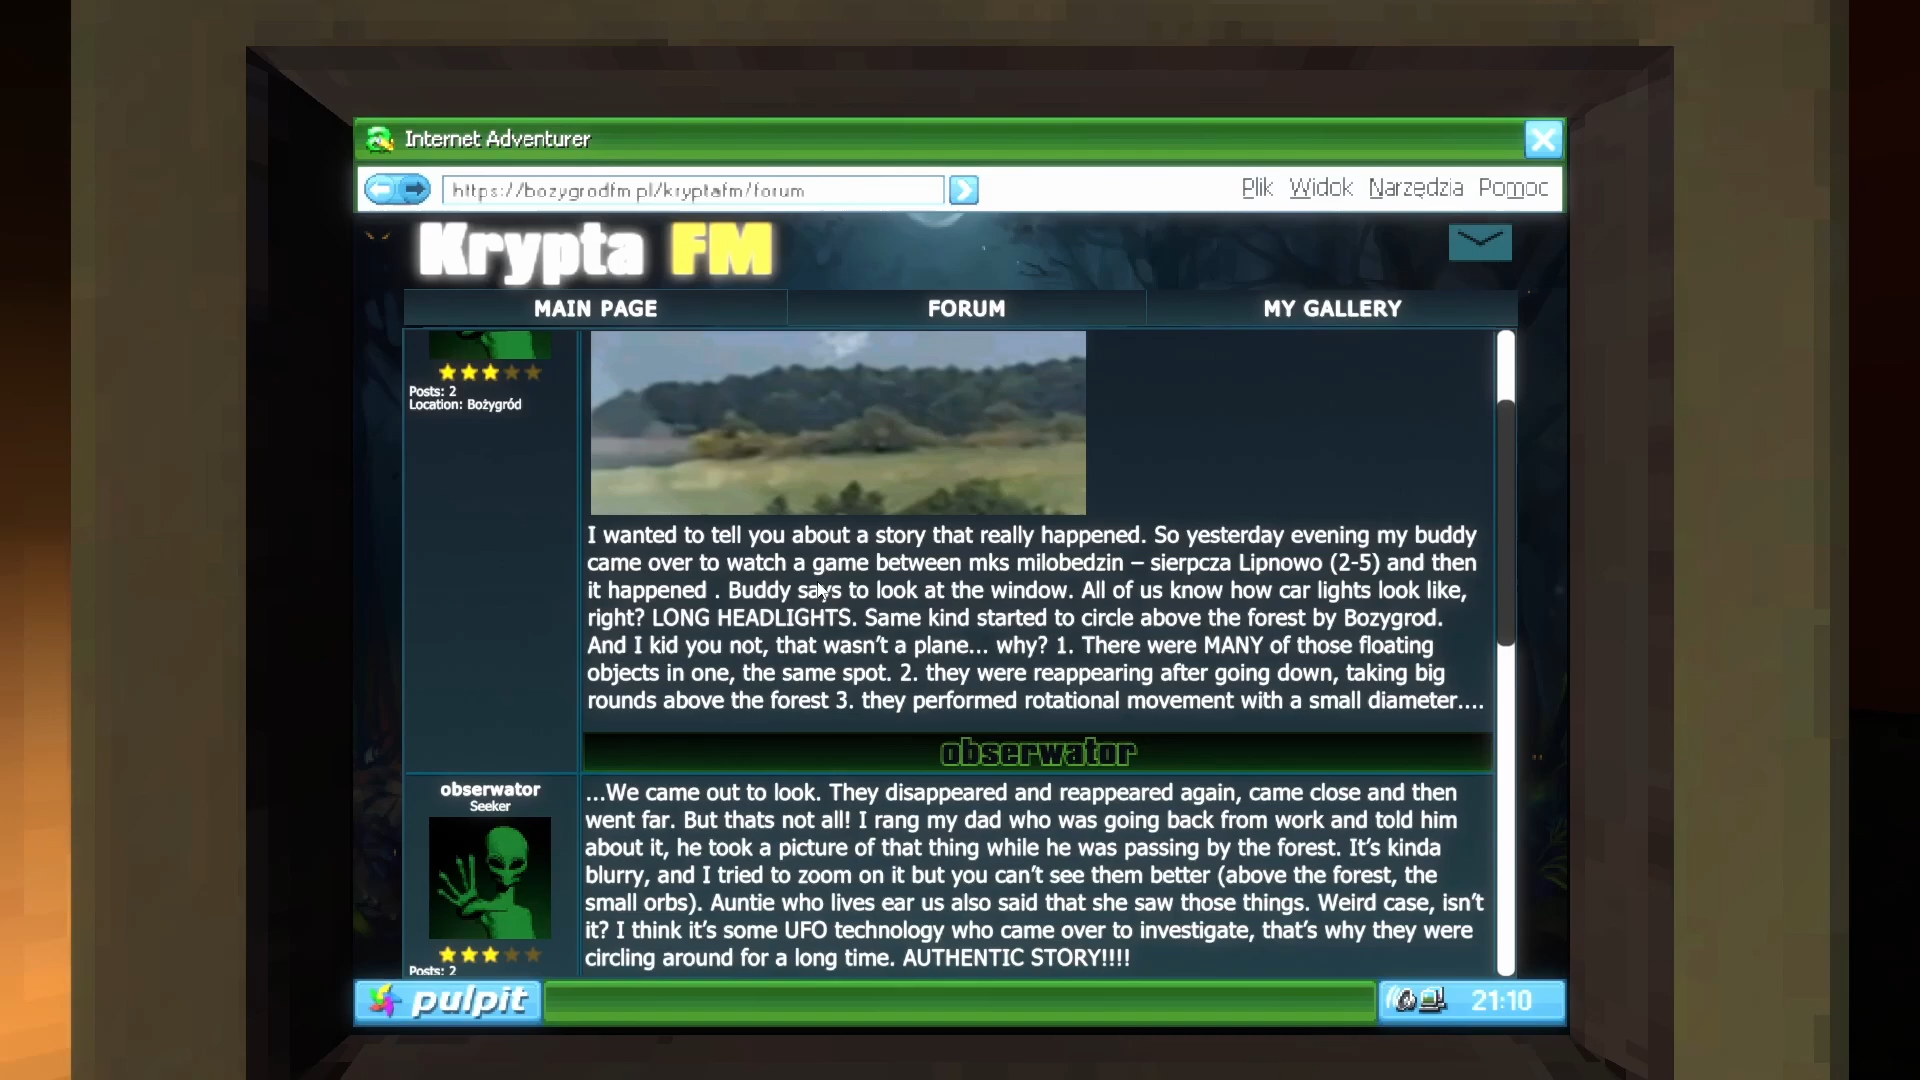 Internet Adventurer
https://bozygrodfm.pl/kryptafm/forum
Plik Widok Narzędzia Pomoc
Krypta FM
MAIN PAGE FORUM MY GALLERY
Posts: 2
Location: Bożygród
I wanted to tell you about a story that really happened. So yesterday evening my buddy
came over to watch a game between mks milobedzin – sierpcza Lipnowo (2-5) and then
it happened . Buddy says to look at the window. All of us know how car lights look like,
right? LONG HEADLIGHTS. Same kind started to circle above the forest by Bozygrod.
And I kid you not, that wasn't a plane... why? 1. There were MANY of those floating
objects in one, the same spot. 2. they were reappearing after going down, taking big
rounds above the forest 3. they performed rotational movement with a small diameter....
obserwator
obserwator
Seeker
Posts: 2
...We came out to look. They disappeared and reappeared again, came close and then
went far. But thats not all! I rang my dad who was going back from work and told him
about it, he took a picture of that thing while he was passing by the forest. It's kinda
blurry, and I tried to zoom on it but you can't see them better (above the forest, the
small orbs). Auntie who lives ear us also said that she saw those things. Weird case, isn't
it? I think it's some UFO technology who came over to investigate, that's why they were
circling around for a long time. AUTHENTIC STORY!!!!
pulpit
21:10